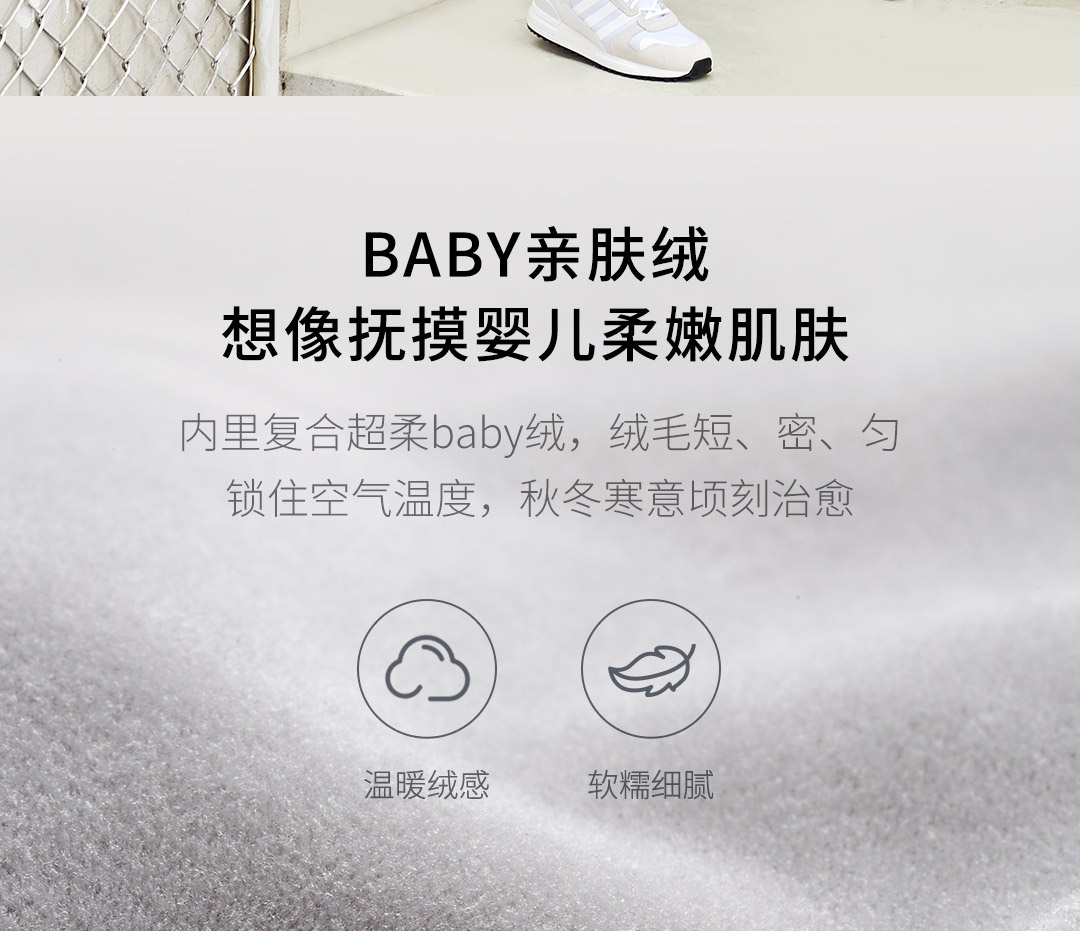 BABY亲肤绒
想像抚摸婴儿柔嫩肌肤
内里复合超柔baby绒，绒毛短、密、匀
锁住空气温度，秋冬寒意顷刻治愈
温暖绒感
软糯细腻